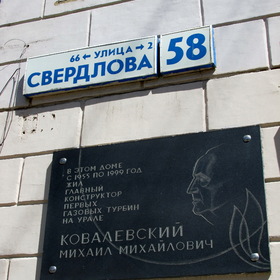 66 ← УЛИЦА → 2
СВЕРДЛОВА
58
В ЭТОМ ДОМЕ
С 1955 ПО 1999 ГОД
ЖИЛ
ГЛАВНЫЙ
КОНСТРУКТОР
ПЕРВЫХ
ГАЗОВЫХ ТУРБИН
НА УРАЛЕ
КОВАЛЕВСКИЙ
МИХАИЛ МИХАЙЛОВИЧ